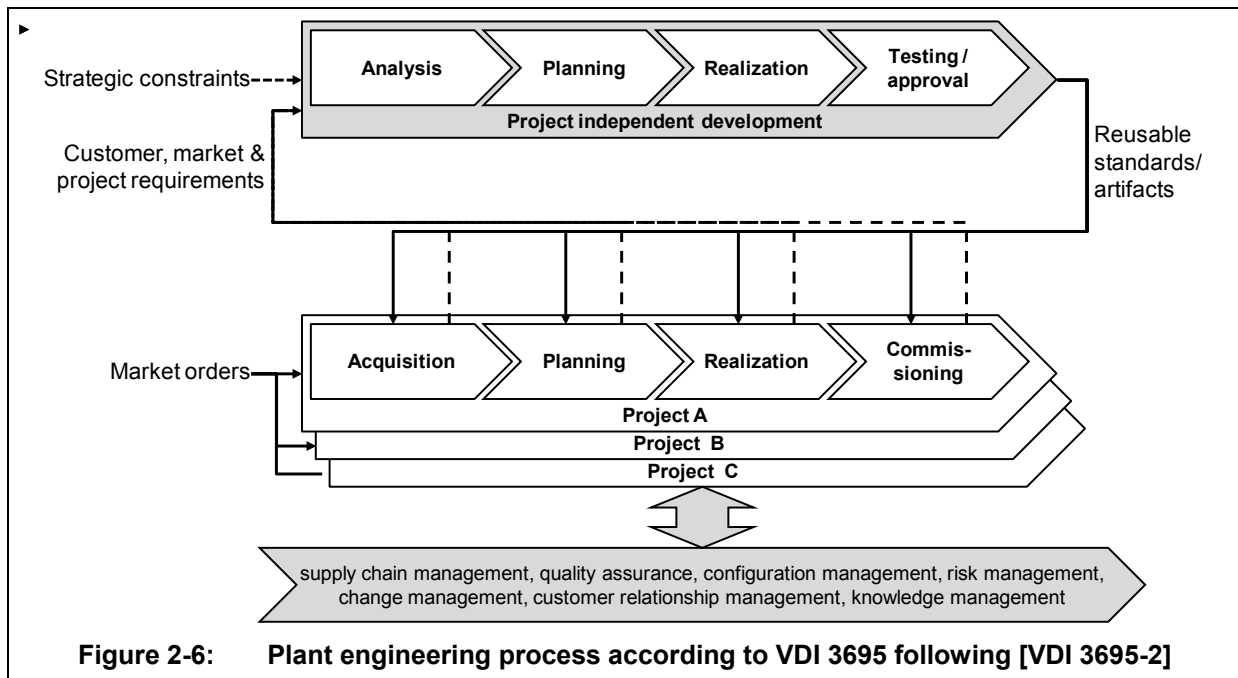 Analysis
Planning
Realization
Testing /
approval
Strategic constraints
Project independent development
Customer, market &
project requirements
Reusable
standards/
artifacts
Acquisition
Planning
Realization
Commis-
sioning
Market orders
Project A
Project B
Project C
supply chain management, quality assurance, configuration management, risk management,
change management, customer relationship management, knowledge management
Figure 2-6: Plant engineering process according to VDI 3695 following [VDI 3695-2]